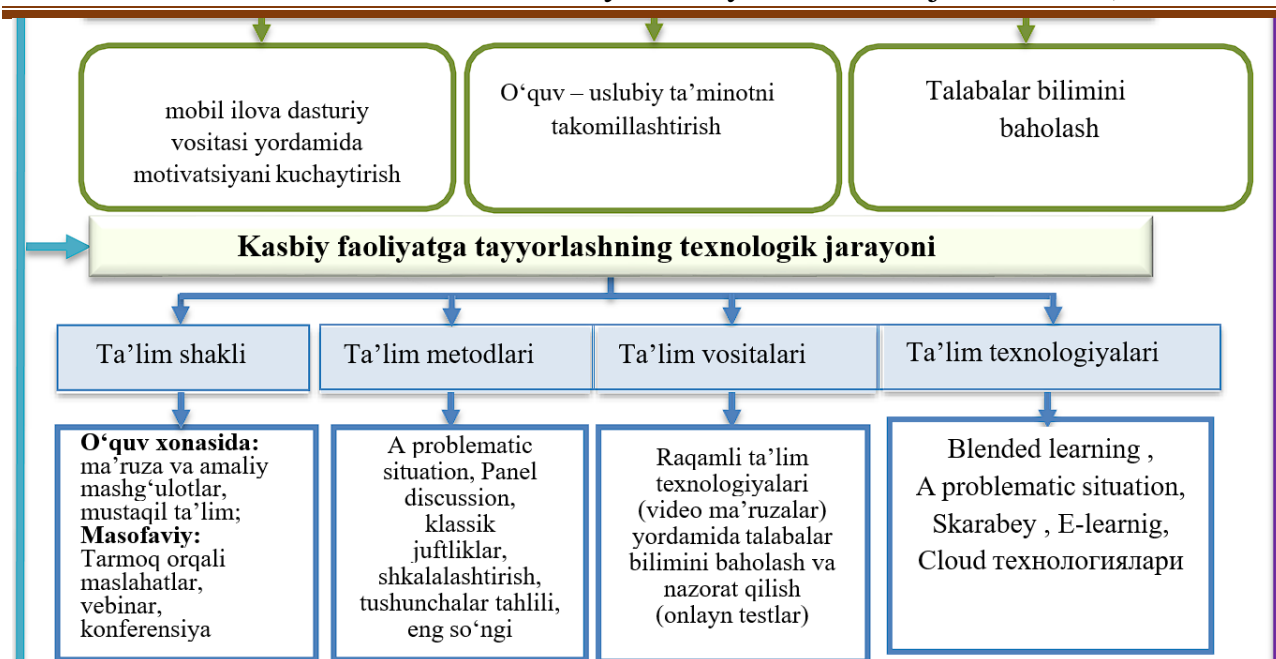 mobil ilova dasturiy
vositasi yordamida
motivatsiyani kuchaytirish
O‘quv – uslubiy ta’minotni
takomillashtirish
Talabalar bilimini
baholash
Kasbiy faoliyatga tayyorlashning texnologik jarayoni
Ta’lim shakli
Ta’lim metodlari
Ta’lim vositalari
Ta’lim texnologiyalari
O‘quv xonasida:
ma’ruza va amaliy
mashg‘ulotlar,
mustaqil ta’lim;
Masofaviy:
Tarmoq orqali
maslahatlar,
vebinar,
konferensiya
A problematic
situation, Panel
discussion,
klassik
juftliklar,
shkalalashtirish,
tushunchalar tahlili,
eng so‘ngi
Raqamli ta’lim
texnologiyalari
(video ma’ruzalar)
yordamida talabalar
bilimini baholash va
nazorat qilish
(onlayn testlar)
Blended learning ,
A problematic situation,
Skarabey , E-learnig,
Cloud технологиялари